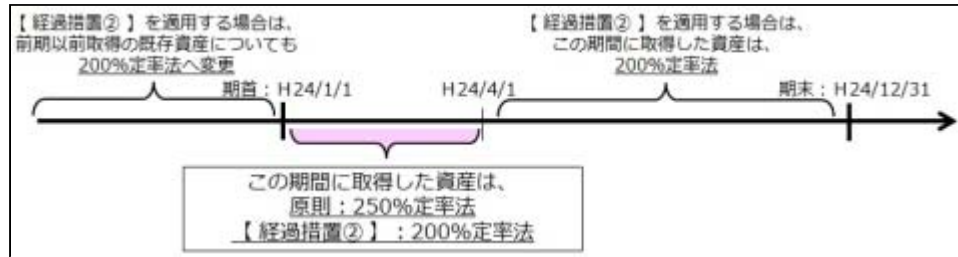 【 経過措置② 】を適用する場合は、
前期以前取得の既存資産についても
200%定率法へ変更
【 経過措置② 】を適用する場合は、
この期間に取得した資産は、
200%定率法
期首：H24/1/1
H24/4/1
期末：H24/12/31
この期間に取得した資産は、
原則：250%定率法
【 経過措置② 】：200%定率法